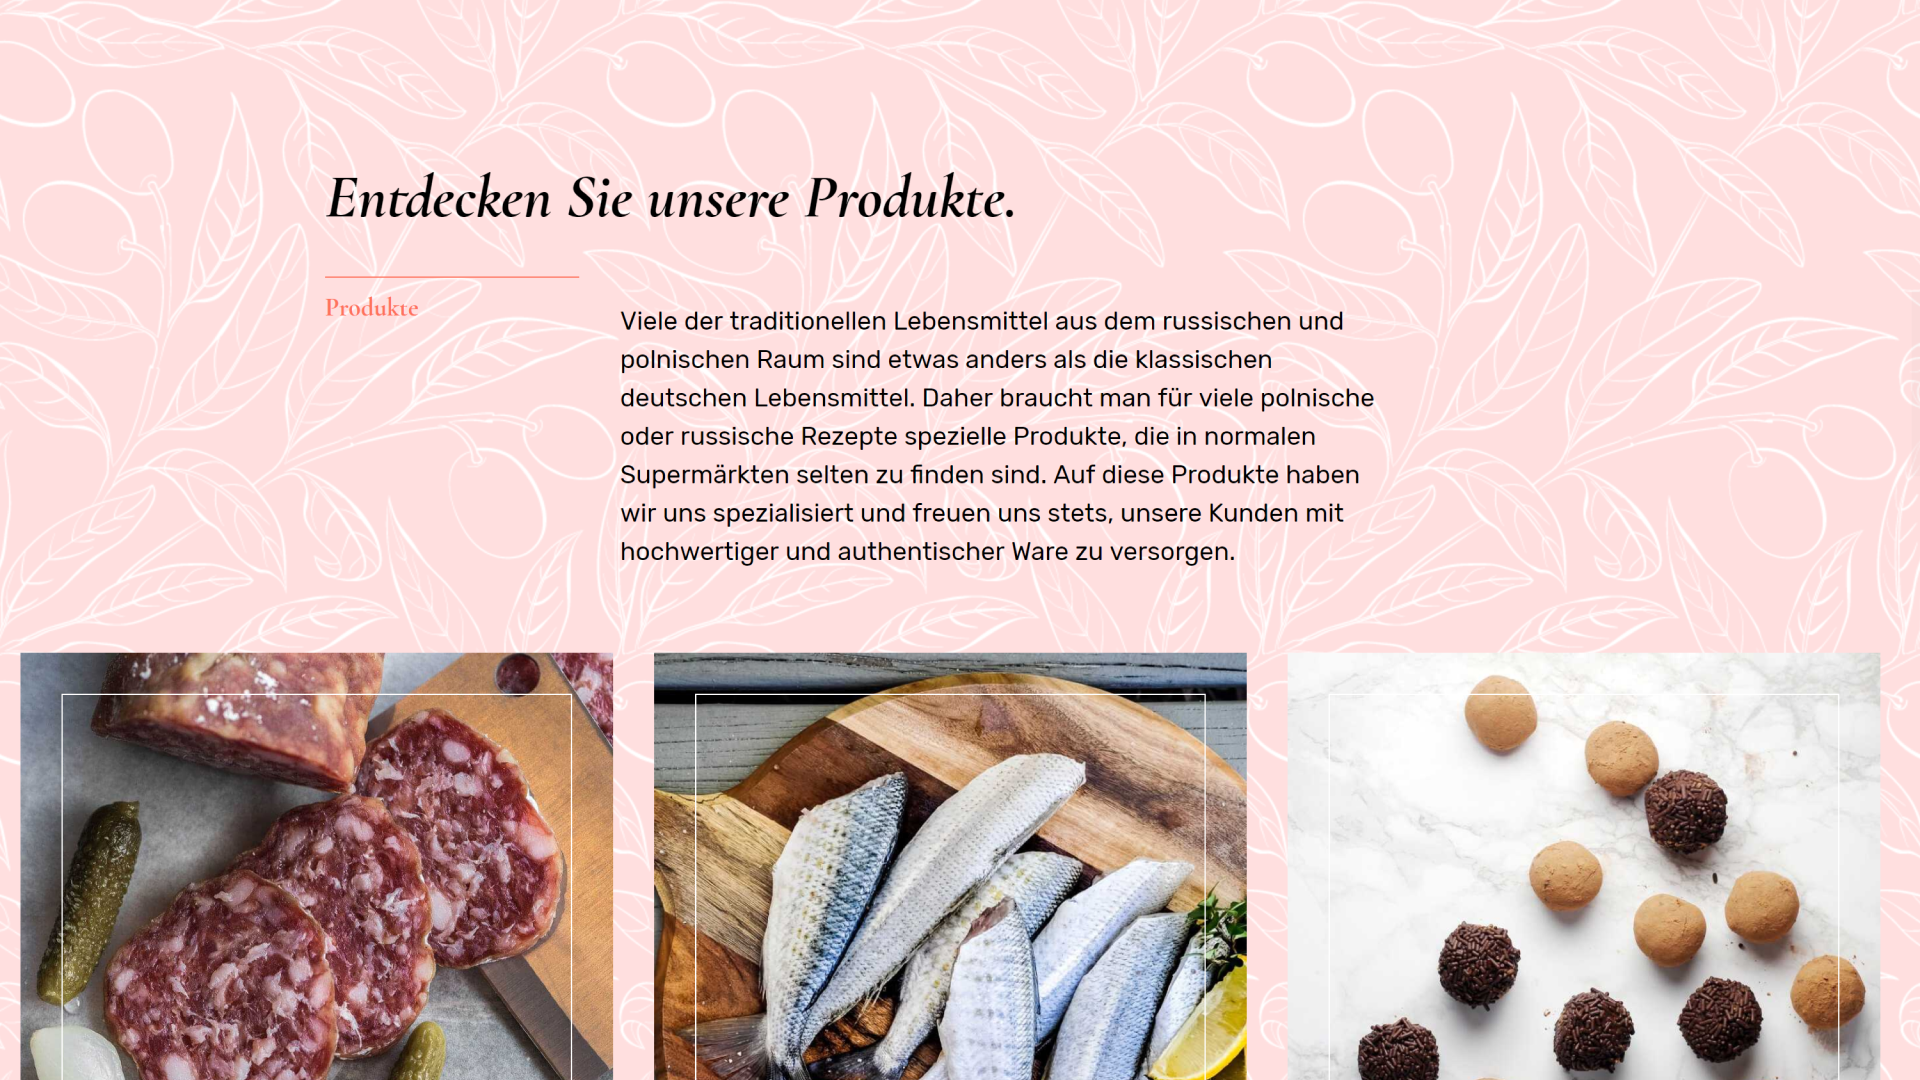 Entdecken Sie unsere Produkte.
Produkte
Viele der traditionellen Lebensmittel aus dem russischen und
polnischen Raum sind etwas anders als die klassischen
deutschen Lebensmittel. Daher braucht man für viele polnische
oder russische Rezepte spezielle Produkte, die in normalen
Supermärkten selten zu finden sind. Auf diese Produkte haben
wir uns spezialisiert und freuen uns stets, unsere Kunden mit
hochwertiger und authentischer Ware zu versorgen.